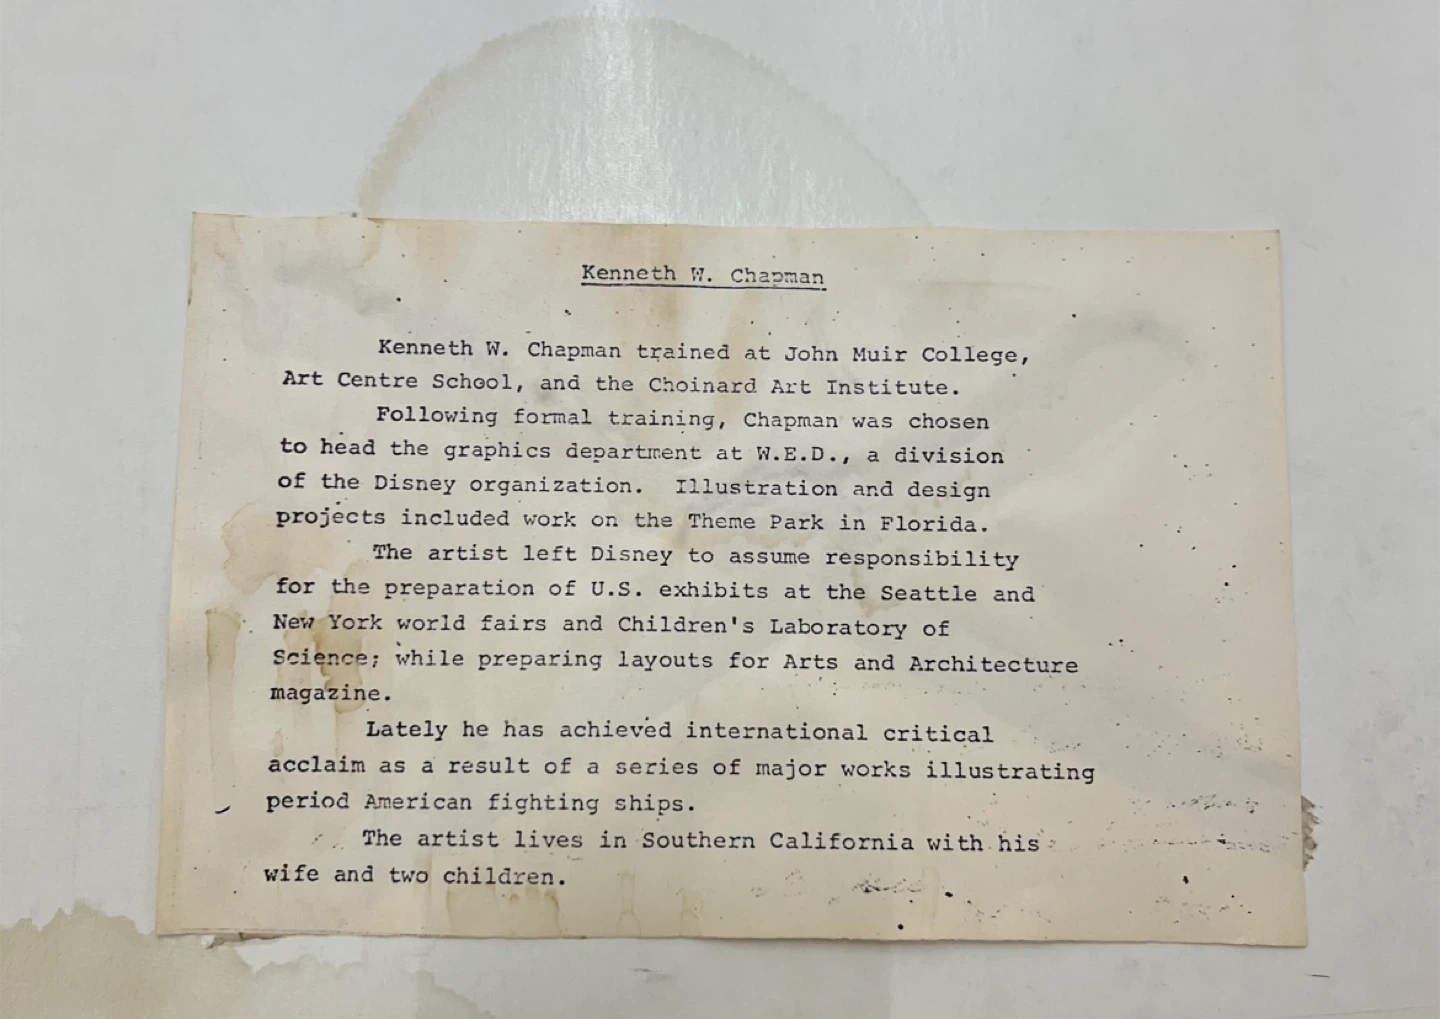 Kenneth W. Chapman
Kenneth W. Chapman trained at John Muir College,
Art Centre School, and the Choinard Art Institute.
Following formal training, Chapman was chosen
to head the graphics department at W.E.D., a division
of the Disney organization. Illustration and design
projects included work on the Theme Park in Florida.
The artist left Disney to assume responsibility
for the preparation of U.S. exhibits at the Seattle and
New York world fairs and Children's Laboratory of
Science; while preparing layouts for Arts and Architecture
magazine.
Lately he has achieved international critical
acclaim as a result of a series of major works illustrating
period American fighting ships.
The artist lives in Southern California with his
wife and two children.